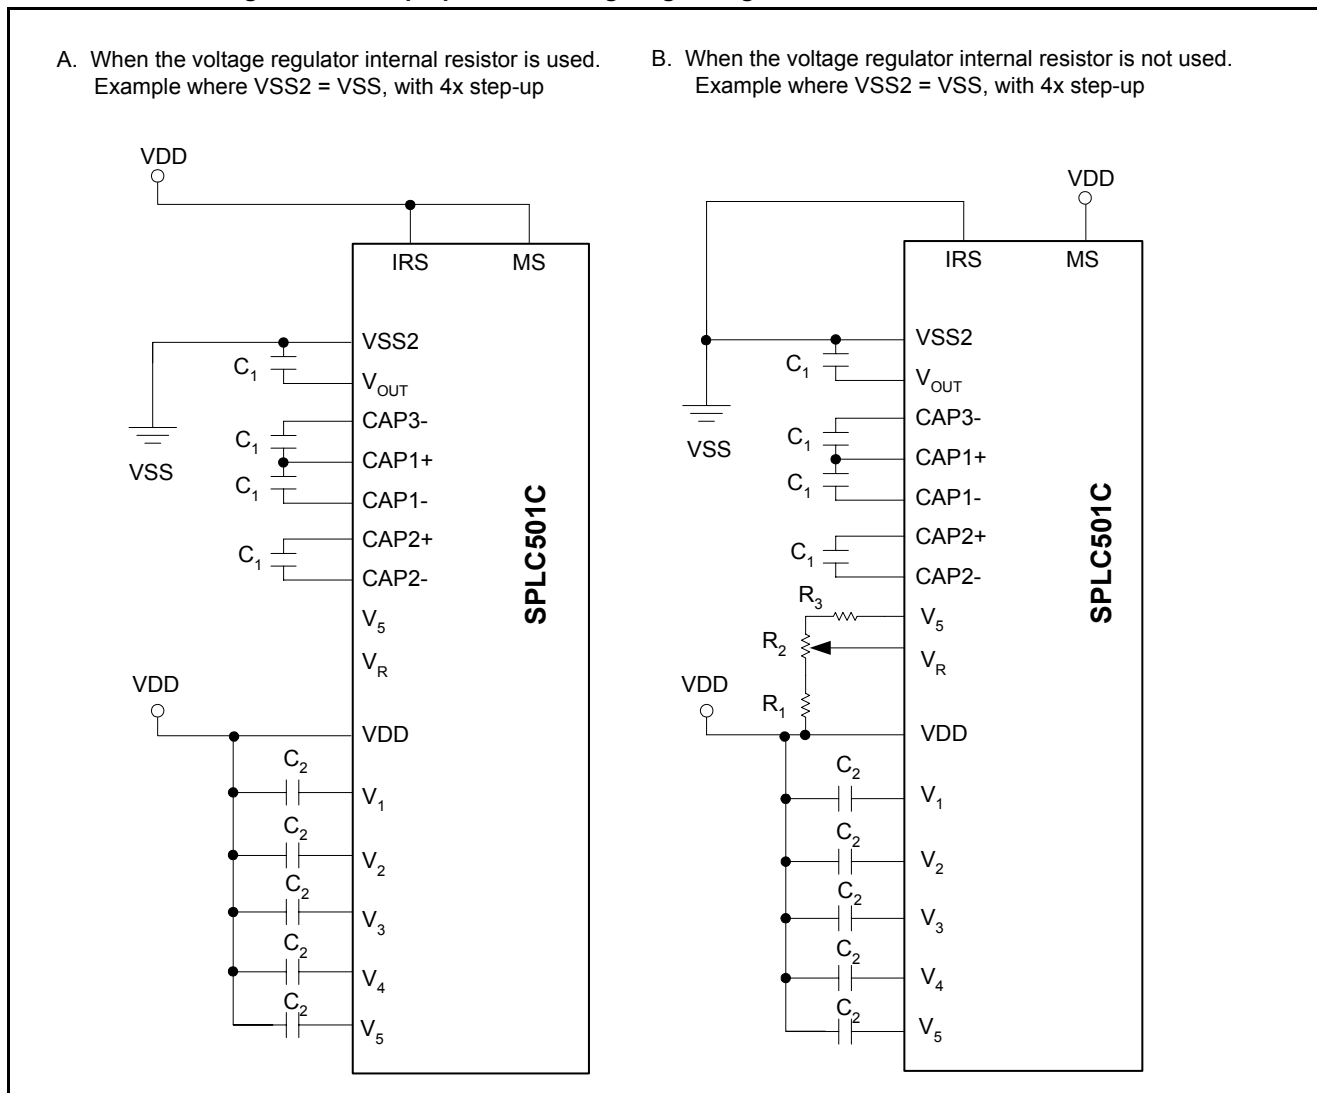 A. When the voltage regulator internal resistor is used.
Example where VSS2 = VSS, with 4x step-up
VDD
IRS MS
VSS2
C1
VOUT
CAP3-
C1
CAP1+
VSS
C1
CAP1-
CAP2+
C1
CAP2-
SPLC501C
V5
VR
VDD
VDD
C2
V1
C2
V2
C2
V3
C2
V4
C2
V5
B. When the voltage regulator internal resistor is not used.
Example where VSS2 = VSS, with 4x step-up
VDD
IRS MS
VSS2
C1
VOUT
CAP3-
C1
CAP1+
VSS
C1
CAP1-
CAP2+
C1
CAP2-
SPLC501C
R3
V5
R2
VR
VDD
R1
VDD
C2
V1
C2
V2
C2
V3
C2
V4
C2
V5